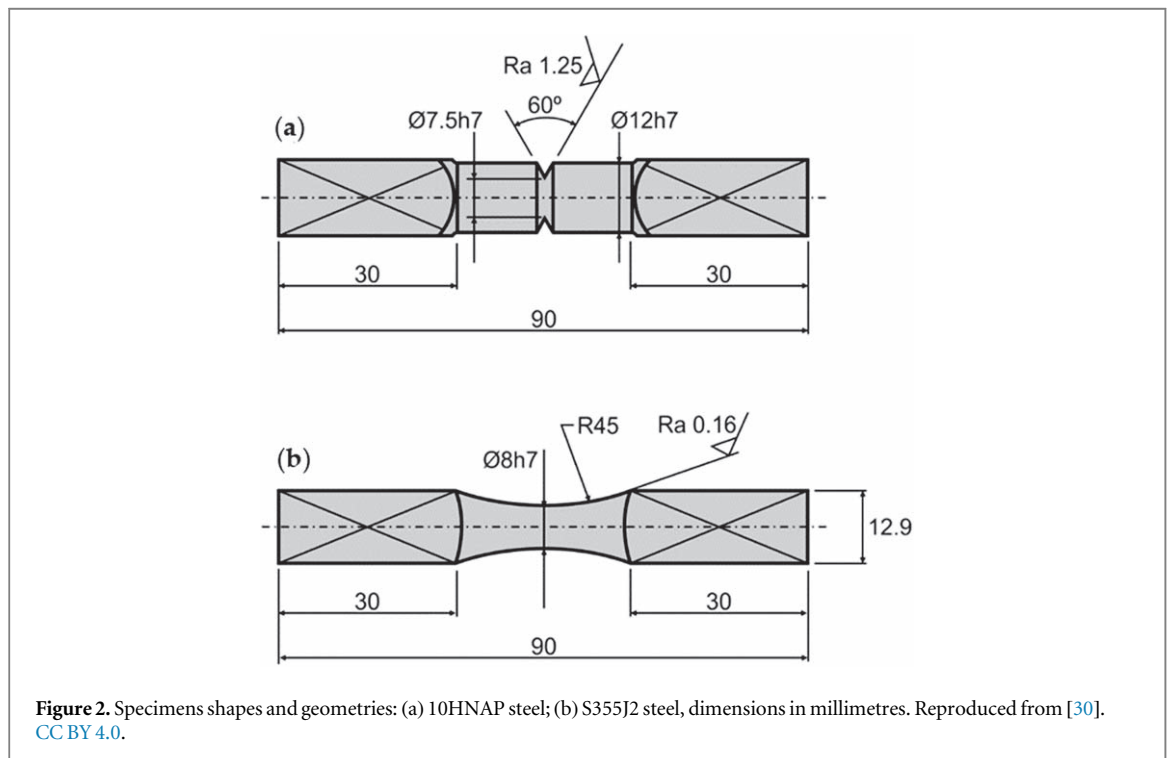 Ra 1.25
60º
(a)
Ø7.5h7
Ø12h7
30
30
90
R45
Ra 0.16
(b)
Ø8h7
12.9
30
30
90
Figure 2. Specimens shapes and geometries: (a) 10HNAP steel; (b) S355J2 steel, dimensions in millimetres. Reproduced from [30].
CC BY 4.0.